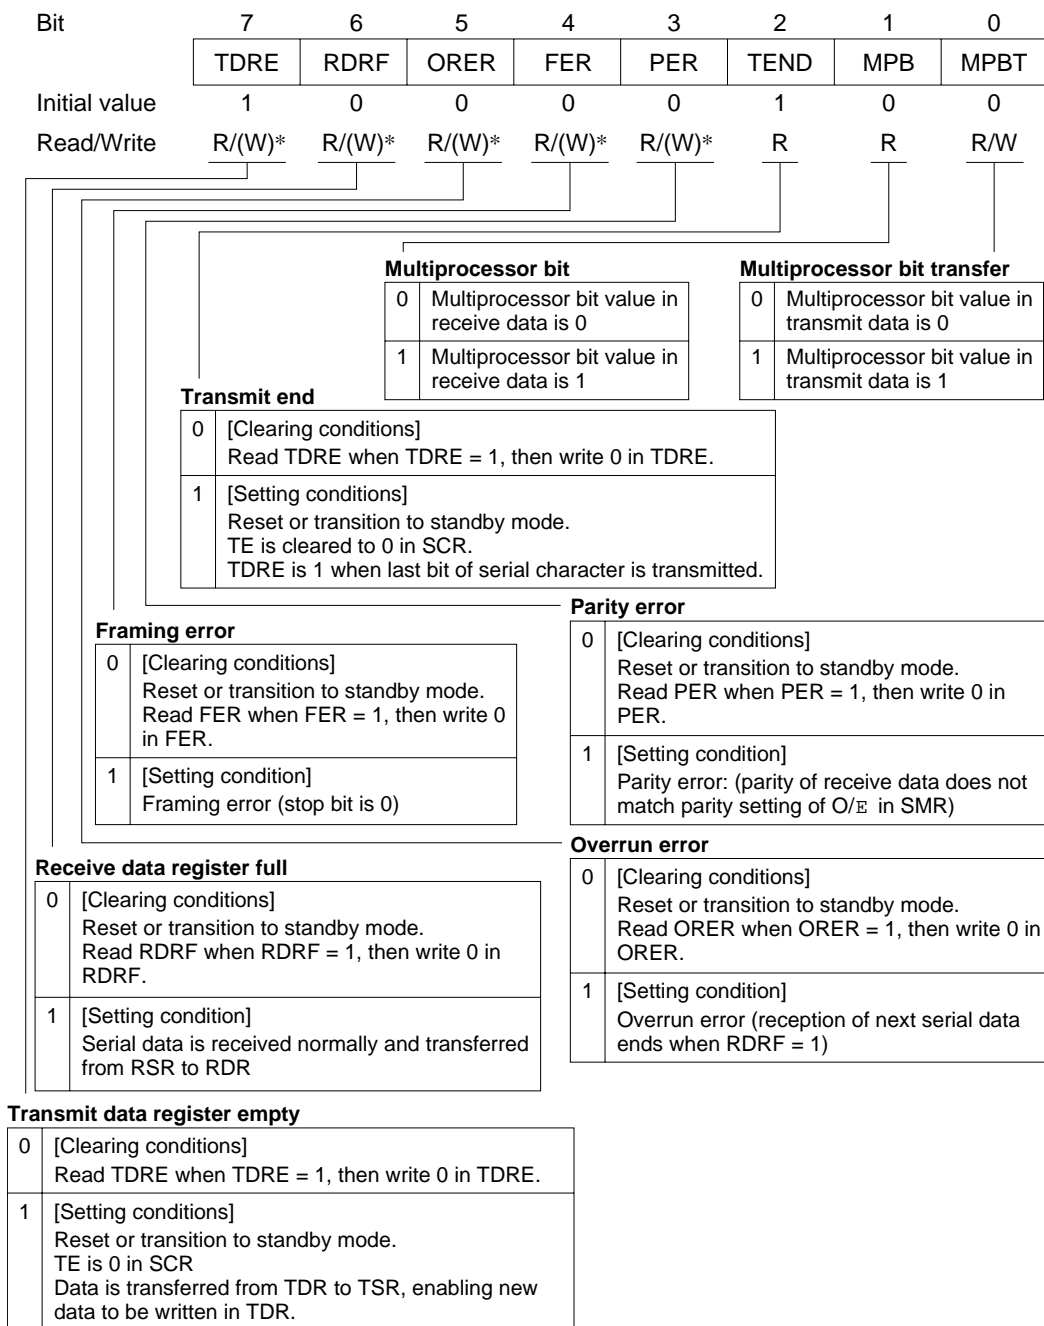 Bit 7 6 5 4 3 2 1 0
TDRE RDRF ORER FER PER TEND MPB MPBT
Initial value 1 0 0 0 0 1 0 0
Read/Write R/(W)* R/(W)* R/(W)* R/(W)* R/(W)* R R R/W
Multiprocessor bit
0 Multiprocessor bit value in
receive data is 0
1 Multiprocessor bit value in
receive data is 1
Multiprocessor bit transfer
0 Multiprocessor bit value in
transmit data is 0
1 Multiprocessor bit value in
transmit data is 1
Transmit end
0 [Clearing conditions]
Read TDRE when TDRE = 1, then write 0 in TDRE.
1 [Setting conditions]
Reset or transition to standby mode.
TE is cleared to 0 in SCR.
TDRE is 1 when last bit of serial character is transmitted.
Parity error
0 [Clearing conditions]
Reset or transition to standby mode.
Read PER when PER = 1, then write 0 in
PER.
1 [Setting condition]
Parity error: (parity of receive data does not
match parity setting of O/E in SMR)
Framing error
0 [Clearing conditions]
Reset or transition to standby mode.
Read FER when FER = 1, then write 0
in FER.
1 [Setting condition]
Framing error (stop bit is 0)
Overrun error
0 [Clearing conditions]
Reset or transition to standby mode.
Read ORER when ORER = 1, then write 0 in
ORER.
1 [Setting condition]
Overrun error (reception of next serial data
ends when RDRF = 1)
Receive data register full
0 [Clearing conditions]
Reset or transition to standby mode.
Read RDRF when RDRF = 1, then write 0 in
RDRF.
1 [Setting condition]
Serial data is received normally and transferred
from RSR to RDR
Transmit data register empty
0 [Clearing conditions]
Read TDRE when TDRE = 1, then write 0 in TDRE.
1 [Setting conditions]
Reset or transition to standby mode.
TE is 0 in SCR
Data is transferred from TDR to TSR, enabling new
data to be written in TDR.